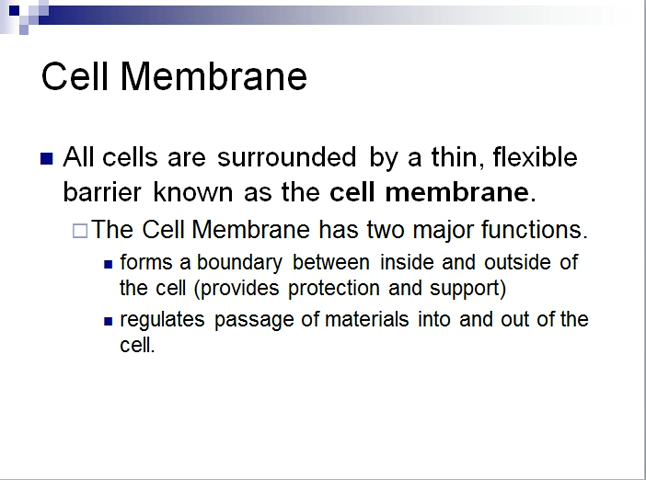 Cell Membrane
All cells are surrounded by a thin, flexible
barrier known as the cell membrane.
The Cell Membrane has two major functions.
forms a boundary between inside and outside of
the cell (provides protection and support)
regulates passage of materials into and out of the
cell.